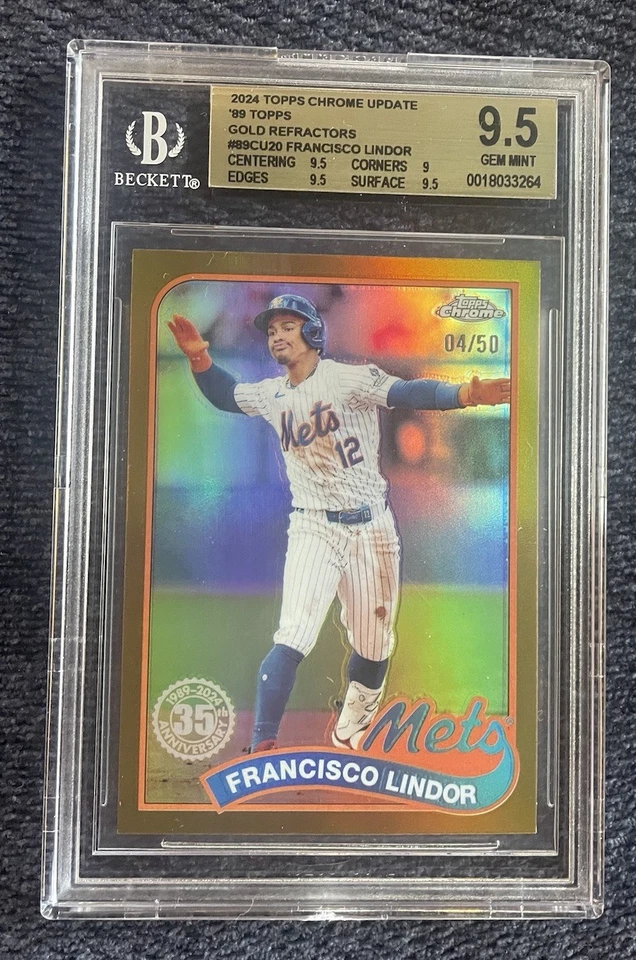 B
BECKETT®
2024 TOPPS CHROME UPDATE
'89 TOPPS
GOLD REFRACTORS
#89CU20 FRANCISCO LINDOR
CENTERING 9.5 CORNERS 9
EDGES 9.5 SURFACE 9.5
9.5
GEM MINT
0018033264
Topps
Chrome
04/50
Mets
12
1989-2024
35
ANNIVERSARY
Mets
FRANCISCO LINDOR